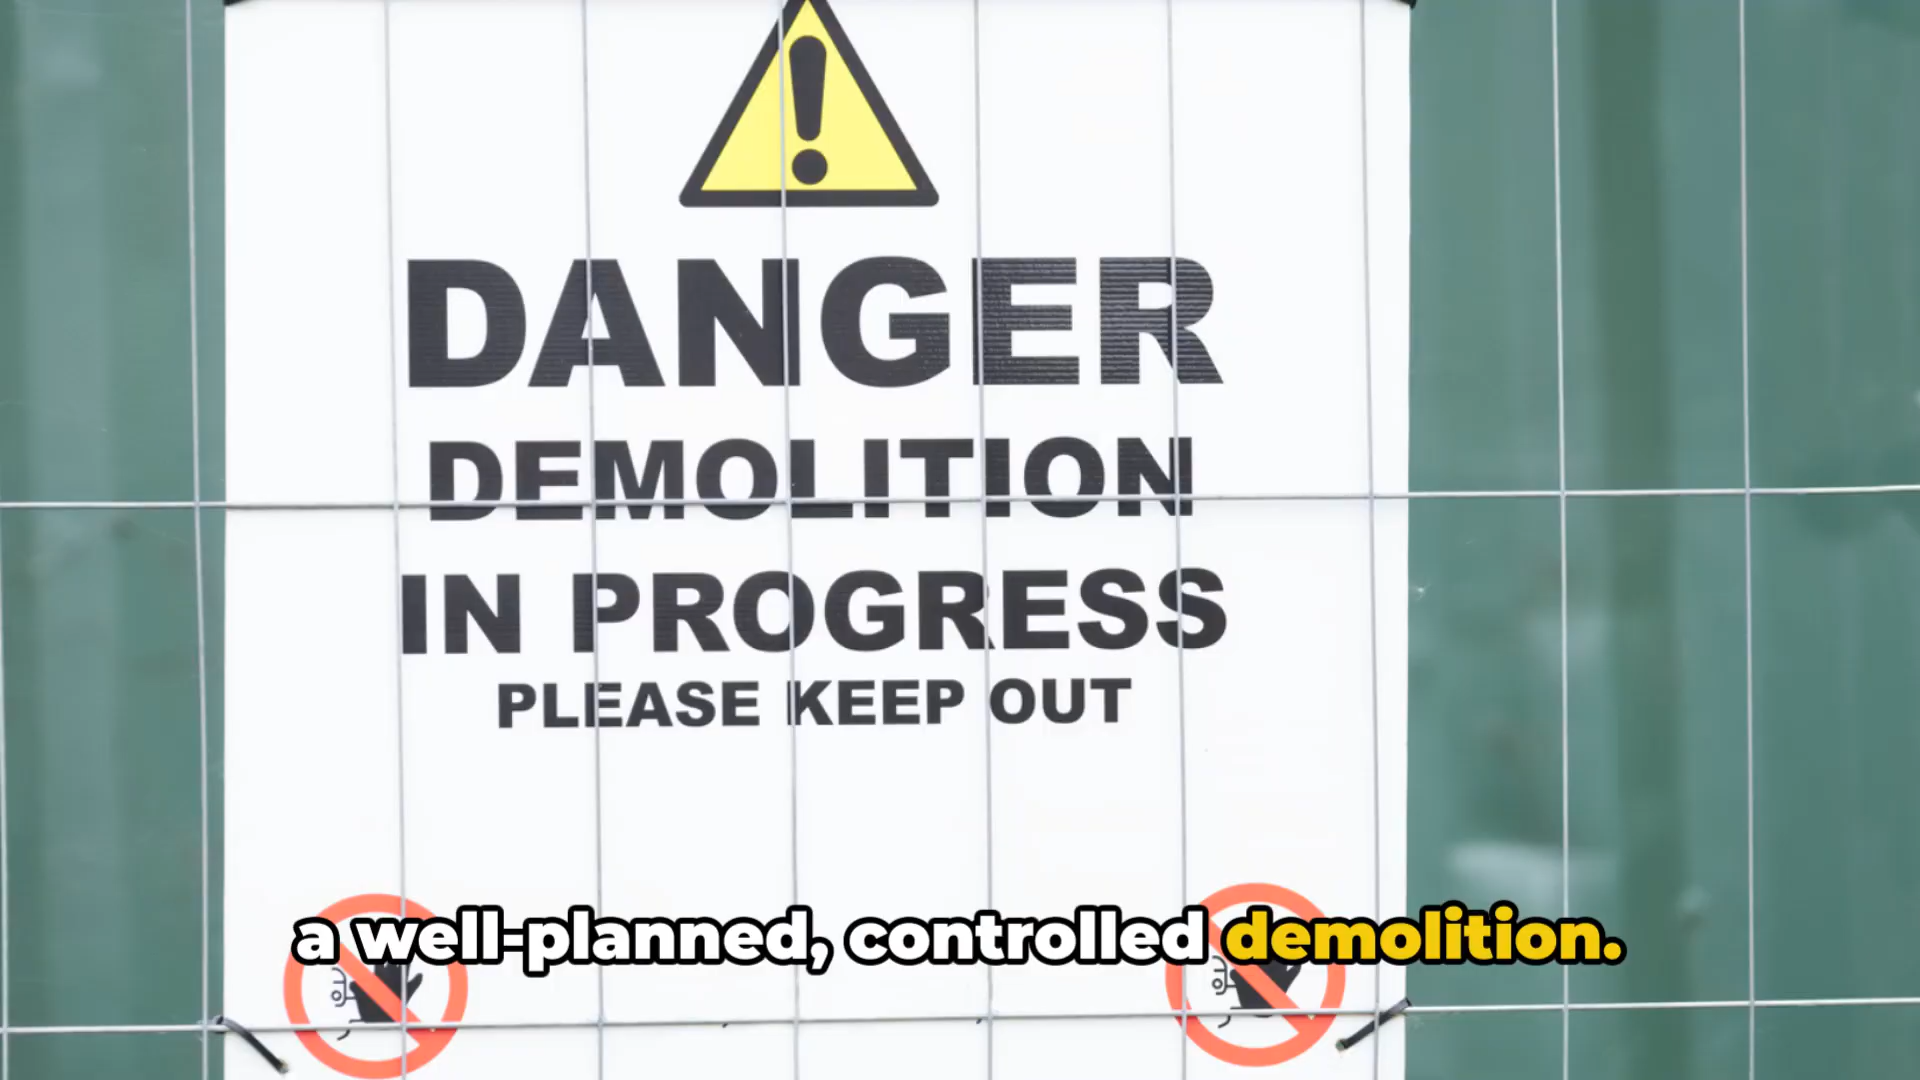 DANGER
DEMOLITION
IN PROGRESS
PLEASE KEEP OUT
a well-planned, controlled demolition.